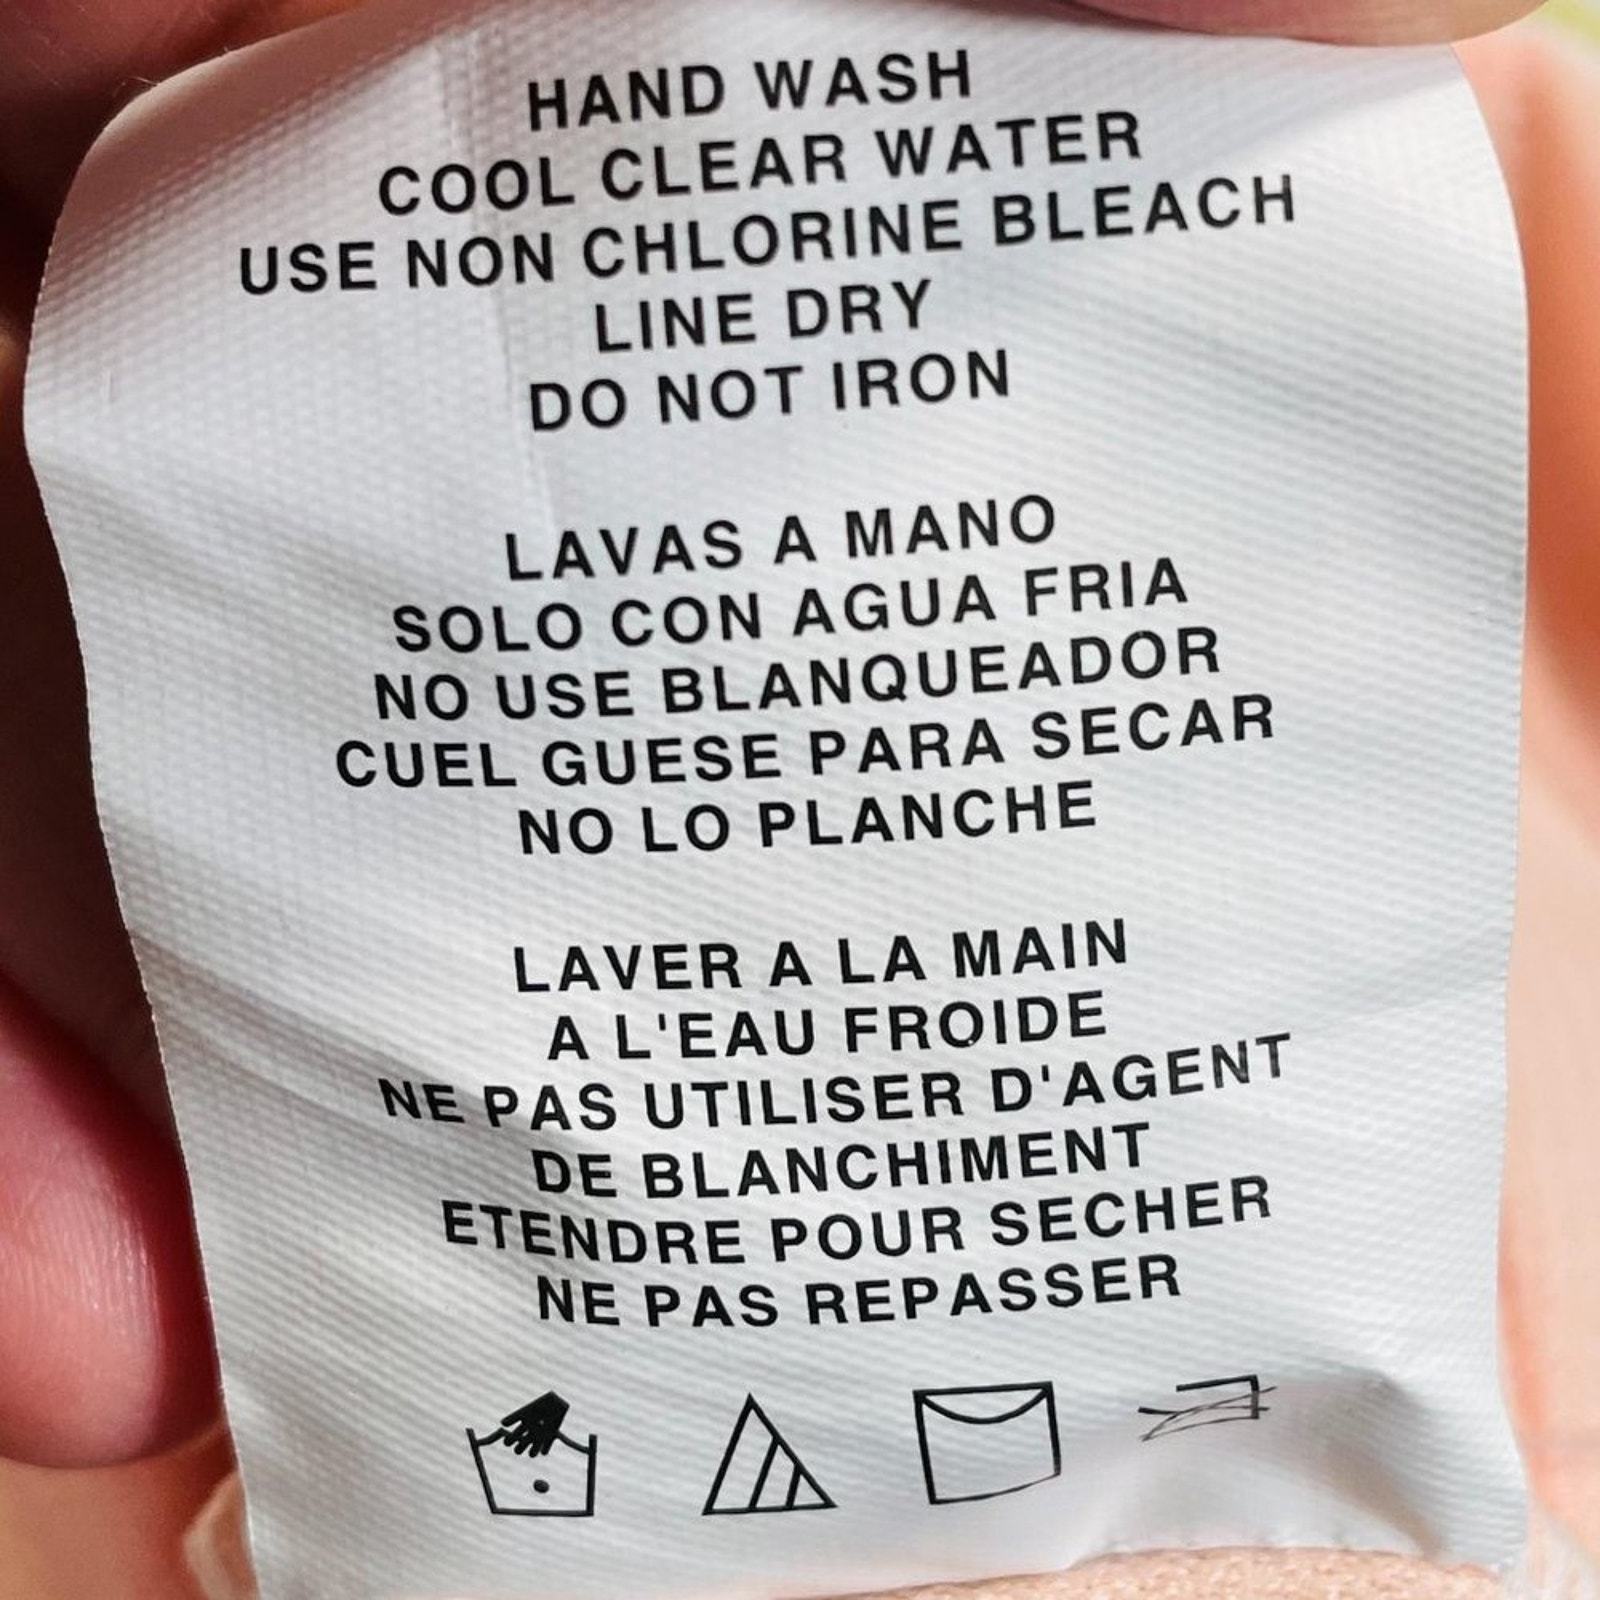 HAND WASH
COOL CLEAR WATER
USE NON CHLORINE BLEACH
LINE DRY
DO NOT IRON
LAVAS A MANO
SOLO CON AGUA FRIA
NO USE BLANQUEADOR
CUEL GUESE PARA SECAR
NO LO PLANCHE
LAVER A LA MAIN
A L'EAU FROIDE
NE PAS UTILISER D'AGENT
DE BLANCHIMENT
ETENDRE POUR SECHER
NE PAS REPASSER